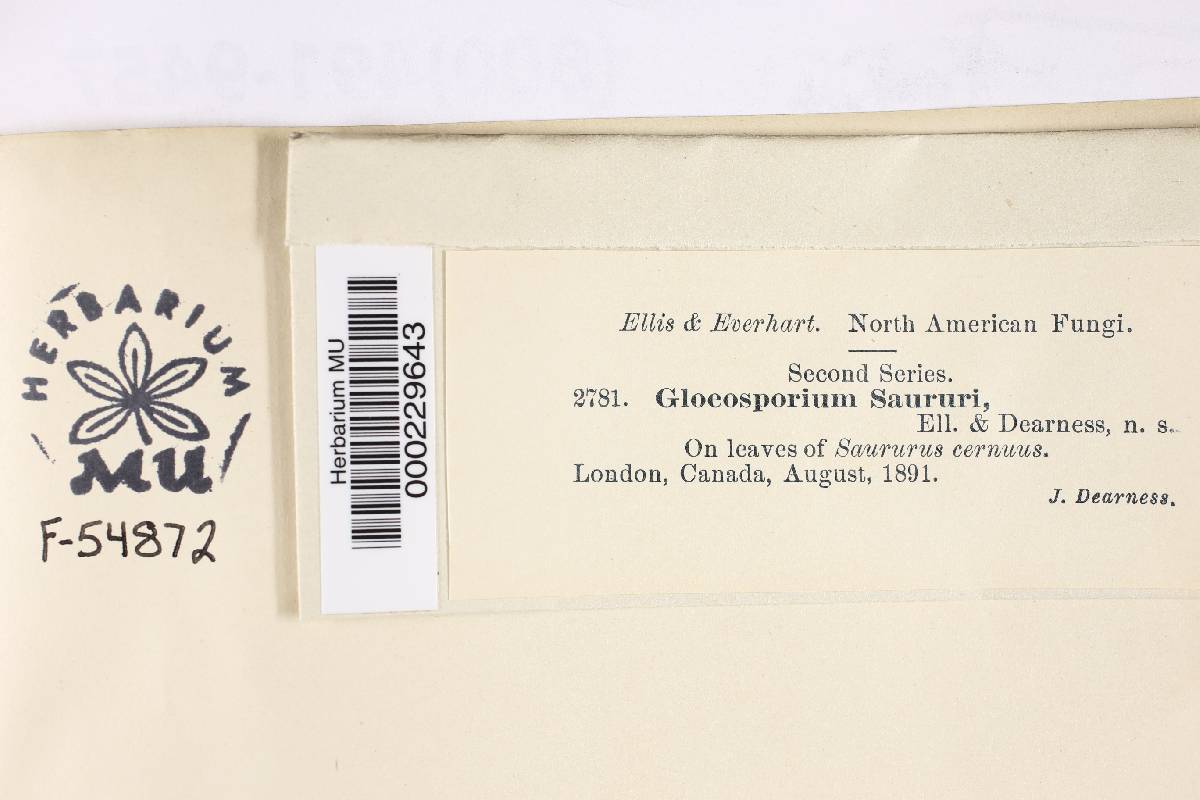 HERBARIUM
MU
F-54872
Herbarium MU
000229643
Ellis & Everhart. North American Fungi.
Second Series.
2781. Gloeosporium Saururi,
Ell. & Dearness, n. s.
On leaves of Saururus cernuus.
London, Canada, August, 1891.
J. Dearness.